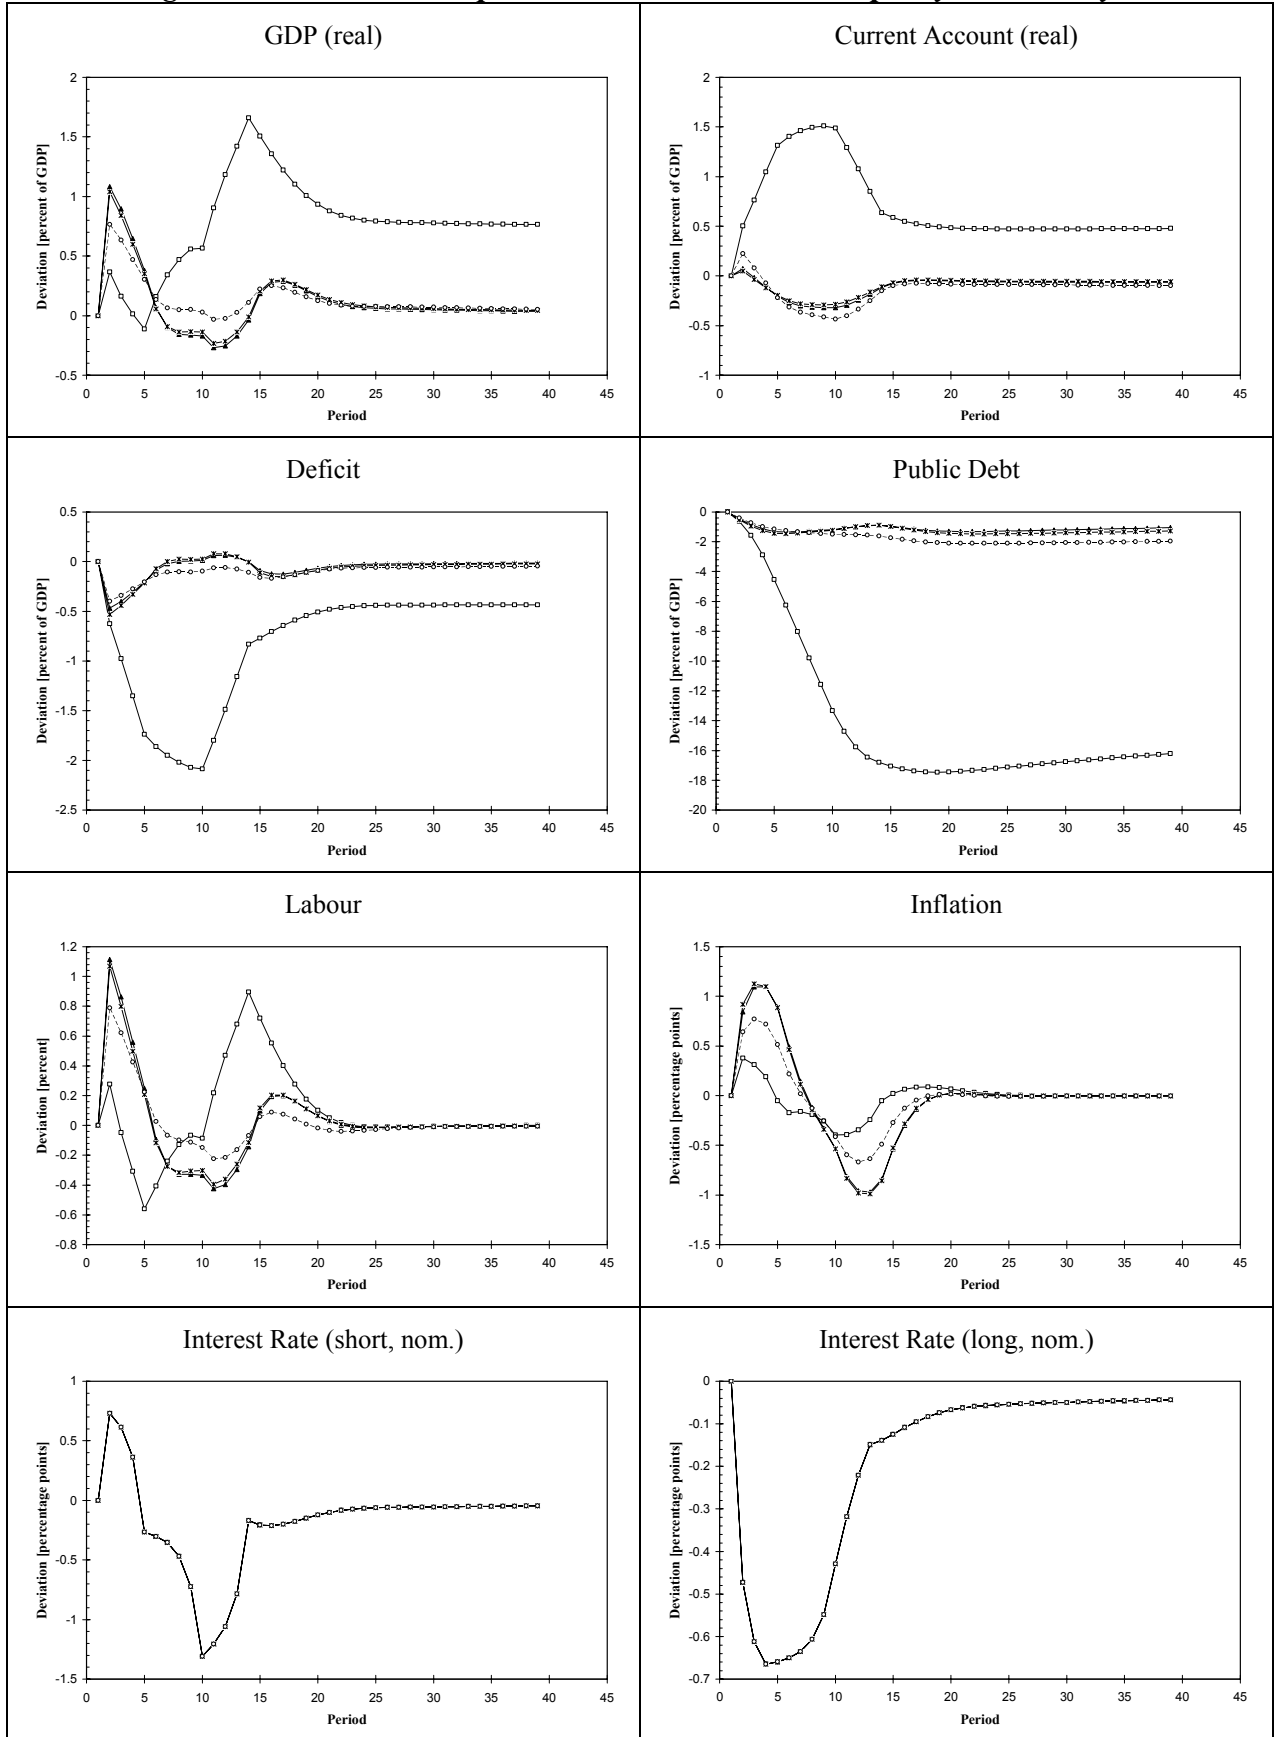 GDP (real)
2
1.5
1
0.5
0
-0.5
Deviation [percent of GDP]
0 5 10 15 20 25 30 35 40 45
Period
Current Account (real)
2
1.5
1
0.5
0
-0.5
-1
Deviation [percent of GDP]
0 5 10 15 20 25 30 35 40 45
Period
Deficit
0.5
0
-0.5
-1
-1.5
-2
-2.5
Deviation [percent of GDP]
0 5 10 15 20 25 30 35 40 45
Period
Public Debt
0
-2
-4
-6
-8
-10
-12
-14
-16
-18
-20
Deviation [percent of GDP]
0 5 10 15 20 25 30 35 40 45
Period
Labour
1.2
1
0.8
0.6
0.4
0.2
0
-0.2
-0.4
-0.6
-0.8
Deviation [percent]
0 5 10 15 20 25 30 35 40 45
Period
Inflation
1.5
1
0.5
0
-0.5
-1
-1.5
Deviation [percentage points]
0 5 10 15 20 25 30 35 40 45
Period
Interest Rate (short, nom.)
1
0.5
0
-0.5
-1
-1.5
Deviation [percentage points]
0 5 10 15 20 25 30 35 40 45
Period
Interest Rate (long, nom.)
0
-0.1
-0.2
-0.3
-0.4
-0.5
-0.6
-0.7
Deviation [percentage points]
0 5 10 15 20 25 30 35 40 45
Period